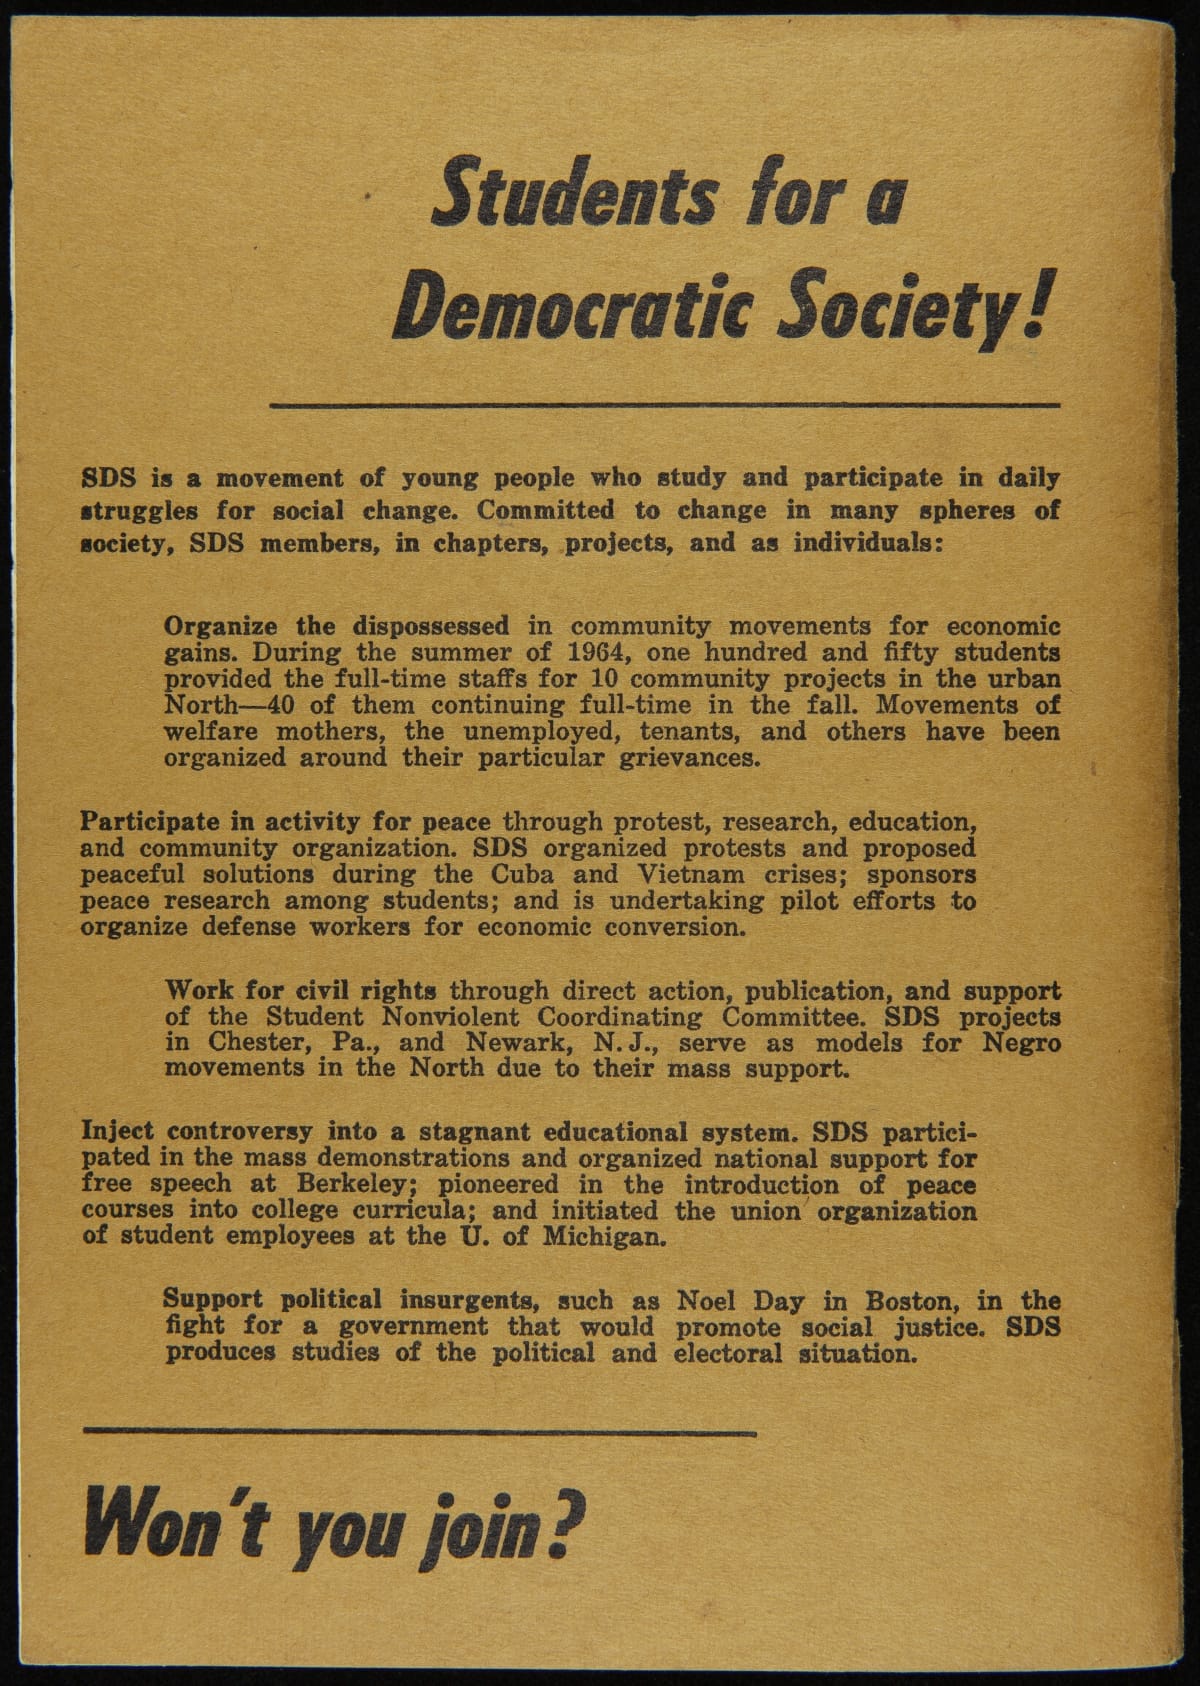 Students for a
Democratic Society!
SDS is a movement of young people who study and participate in daily
struggles for social change. Committed to change in many spheres of
society, SDS members, in chapters, projects, and as individuals:
Organize the dispossessed in community movements for economic
gains. During the summer of 1964, one hundred and fifty students
provided the full-time staffs for 10 community projects in the urban
North—40 of them continuing full-time in the fall. Movements of
welfare mothers, the unemployed, tenants, and others have been
organized around their particular grievances.
Participate in activity for peace through protest, research, education,
and community organization. SDS organized protests and proposed
peaceful solutions during the Cuba and Vietnam crises; sponsors
peace research among students; and is undertaking pilot efforts to
organize defense workers for economic conversion.
Work for civil rights through direct action, publication, and support
of the Student Nonviolent Coordinating Committee. SDS projects
in Chester, Pa., and Newark, N. J., serve as models for Negro
movements in the North due to their mass support.
Inject controversy into a stagnant educational system. SDS partici-
pated in the mass demonstrations and organized national support for
free speech at Berkeley; pioneered in the introduction of peace
courses into college curricula; and initiated the union organization
of student employees at the U. of Michigan.
Support political insurgents, such as Noel Day in Boston, in the
fight for a government that would promote social justice. SDS
produces studies of the political and electoral situation.
Won't you join?